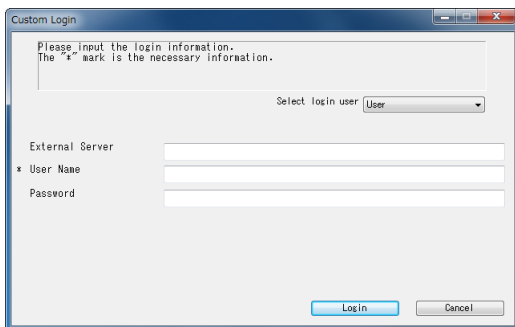 Custom Login
Please input the login information.
The "*" mark is the necessary information.
Select login user User
External Server
* User Name
Password
Login Cancel